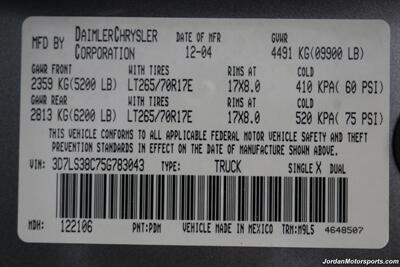 MFD BY DAIMLERCHRYSLER CORPORATION DATE OF MFR 12-04 GVWR 4491 KG(09900 LB)
GAWR FRONT WITH TIRES RIMS AT COLD
2359 KG(5200 LB) LT265/70R17E 17X8.0 410 KPA( 60 PSI)
GAWR REAR WITH TIRES RIMS AT COLD
2813 KG(6200 LB) LT265/70R17E 17X8.0 520 KPA( 75 PSI)
THIS VEHICLE CONFORMS TO ALL APPLICABLE FEDERAL MOTOR VEHICLE SAFETY AND THEFT
PREVENTION STANDARDS IN EFFECT ON THE DATE OF MANUFACTURE SHOWN ABOVE.
VIN: 3D7LS38C75G783043 TYPE: TRUCK SINGLE X DUAL
MDH: 122106 PNT:PDM VEHICLE MADE IN MEXICO TRM:M9L5 4648507
JordanMotorsports.com